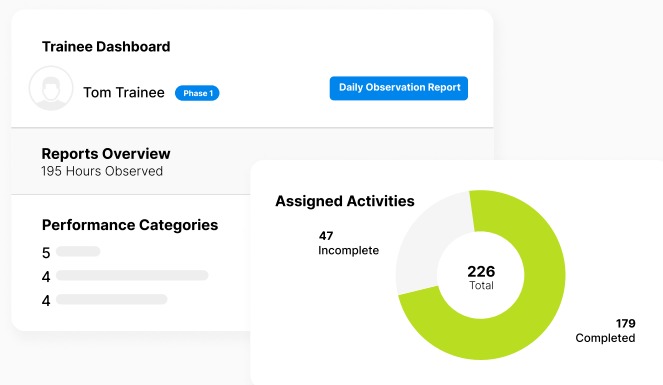 Trainee Dashboard
Tom Trainee
Phase 1
Daily Observation Report
Reports Overview
195 Hours Observed
Performance Categories
5
4
4
Assigned Activities
47
Incomplete
226
Total
179
Completed